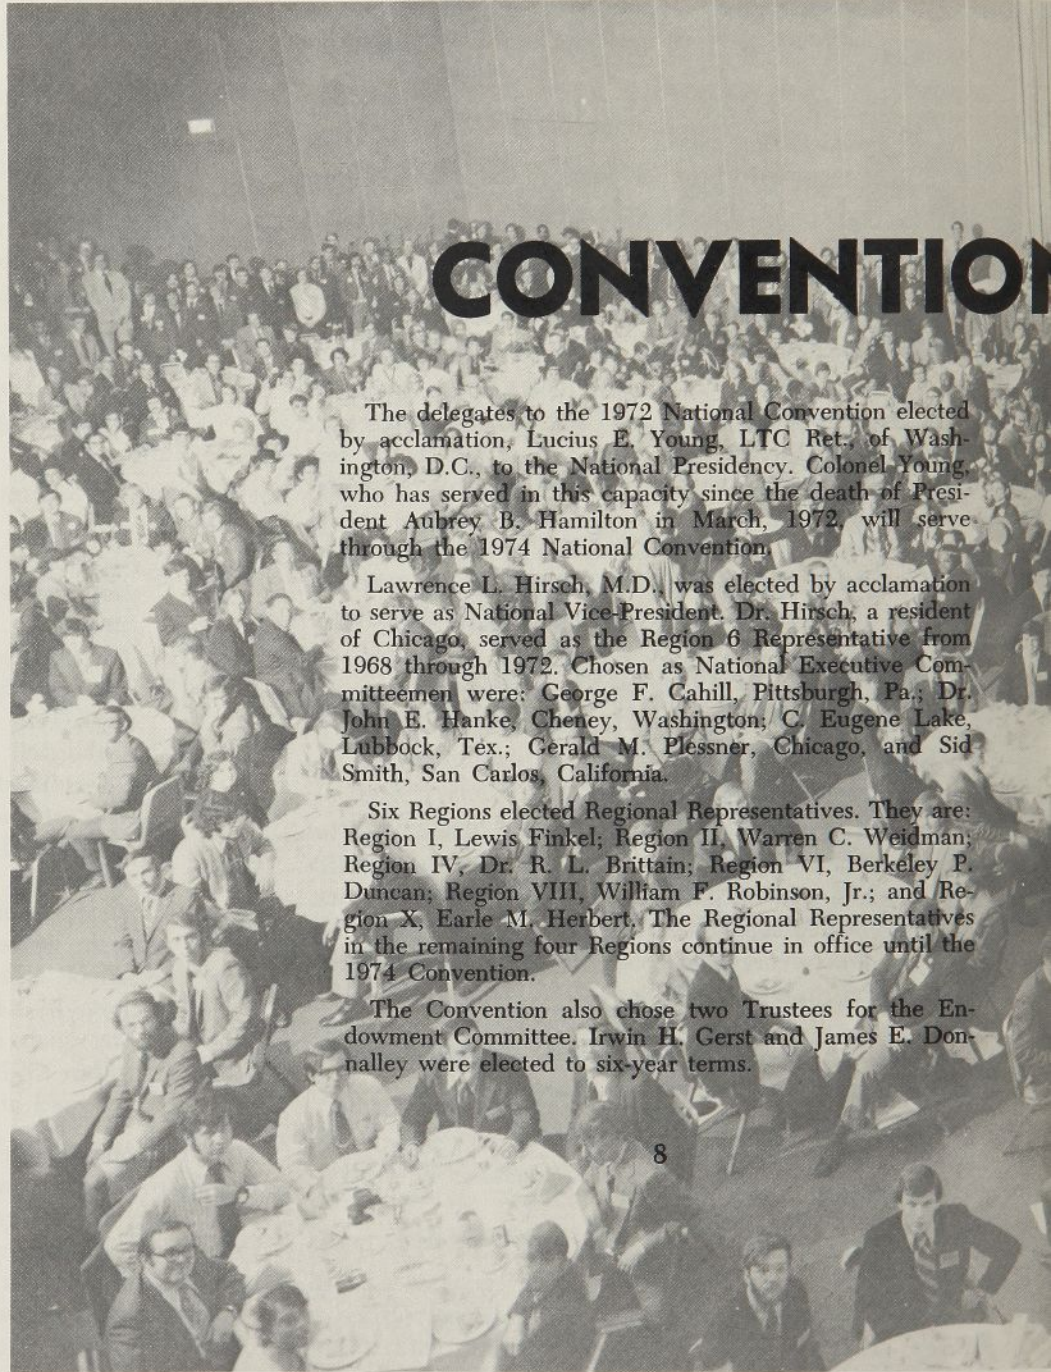 CONVENTION
The delegates to the 1972 National Convention elected
by acclamation, Lucius E. Young, LTC Ret., of Wash-
ington, D.C., to the National Presidency. Colonel Young,
who has served in this capacity since the death of Presi-
dent Aubrey B. Hamilton in March, 1972, will serve
through the 1974 National Convention.
Lawrence L. Hirsch, M.D., was elected by acclamation
to serve as National Vice-President. Dr. Hirsch, a resident
of Chicago, served as the Region 6 Representative from
1968 through 1972. Chosen as National Executive Com-
mitteemen were: George F. Cahill, Pittsburgh, Pa.; Dr.
John E. Hanke, Cheney, Washington; C. Eugene Lake,
Lubbock, Tex.; Gerald M. Plessner, Chicago, and Sid
Smith, San Carlos, California.
Six Regions elected Regional Representatives. They are:
Region I, Lewis Finkel; Region II, Warren C. Weidman;
Region IV, Dr. R. L. Brittain; Region VI, Berkeley P.
Duncan; Region VIII, William F. Robinson, Jr.; and Re-
gion X, Earle M. Herbert. The Regional Representatives
in the remaining four Regions continue in office until the
1974 Convention.
The Convention also chose two Trustees for the En-
dowment Committee. Irwin H. Gerst and James E. Don-
nalley were elected to six-year terms.
8